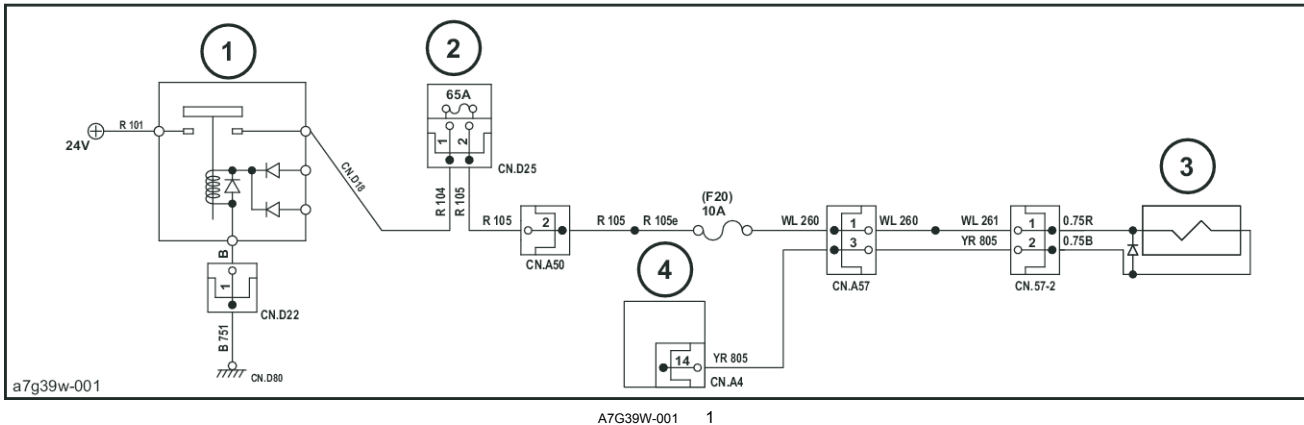 1
2
3
4
24V
R 101
CN.D18
65A
1
2
CN.D25
R 104
R 105
R 105
2
CN.A50
R 105
R 105e
(F20)
10A
WL 260
1
3
WL 260
CN.A57
WL 261
YR 805
1
2
CN.57-2
0.75R
0.75B
B
1
CN.D22
B 751
CN.D80
14
YR 805
CN.A4
a7g39w-001
A7G39W-001 1